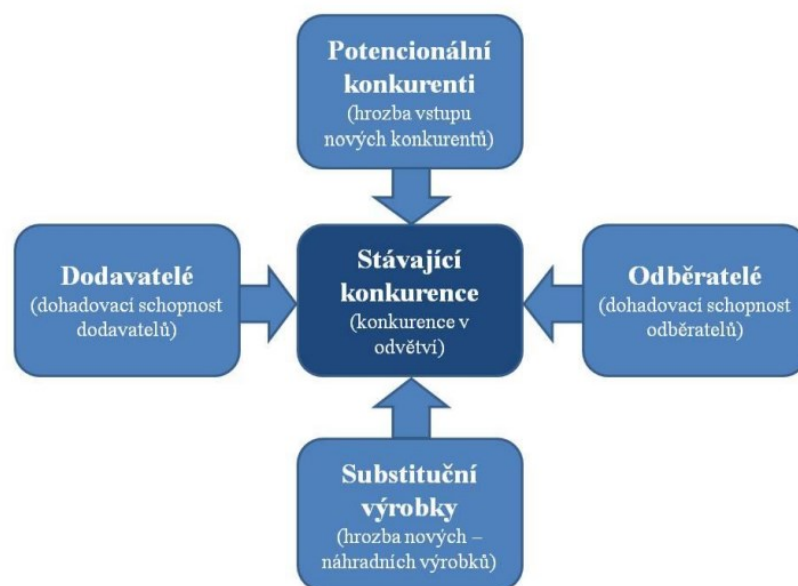 Potencionální
konkurenti
(hrozba vstupu
nových konkurentů)
Dodavatelé
(dohadovací schopnost
dodavatelů)
Stávající
konkurence
(konkurence v
odvětví)
Odběratelé
(dohadovací schopnost
odběratelů)
Substituční
výrobky
(hrozba nových –
náhradních výrobků)